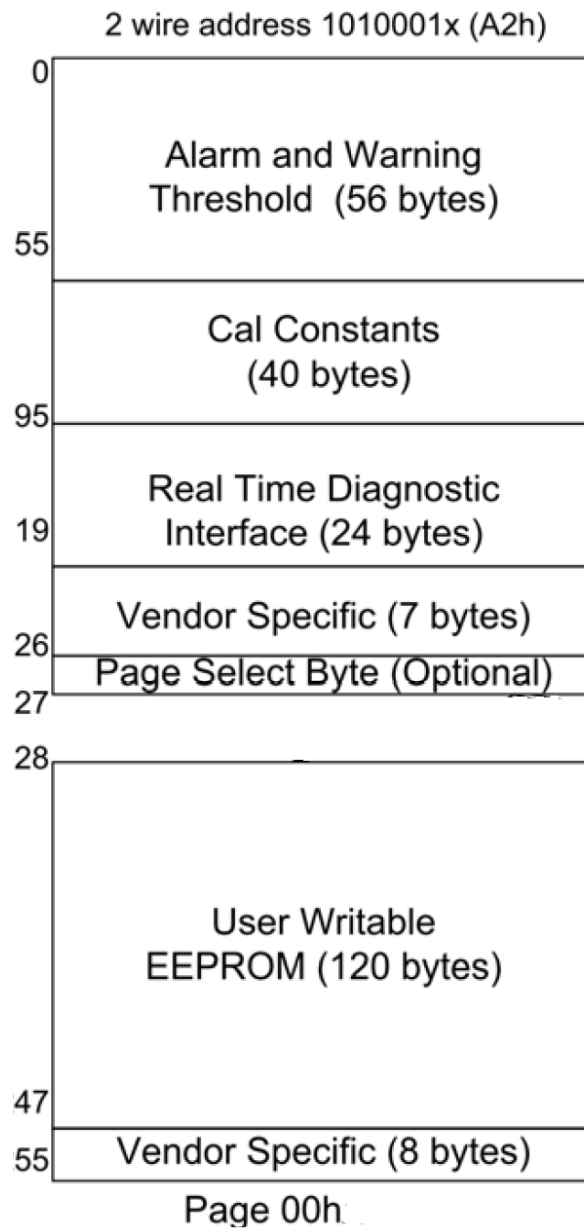 2 wire address 1010001x (A2h)
0
Alarm and Warning
Threshold (56 bytes)
55
Cal Constants
(40 bytes)
95
Real Time Diagnostic
19 Interface (24 bytes)
Vendor Specific (7 bytes)
26
Page Select Byte (Optional)
27
28
User Writable
EEPROM (120 bytes)
47
Vendor Specific (8 bytes)
55
Page 00h